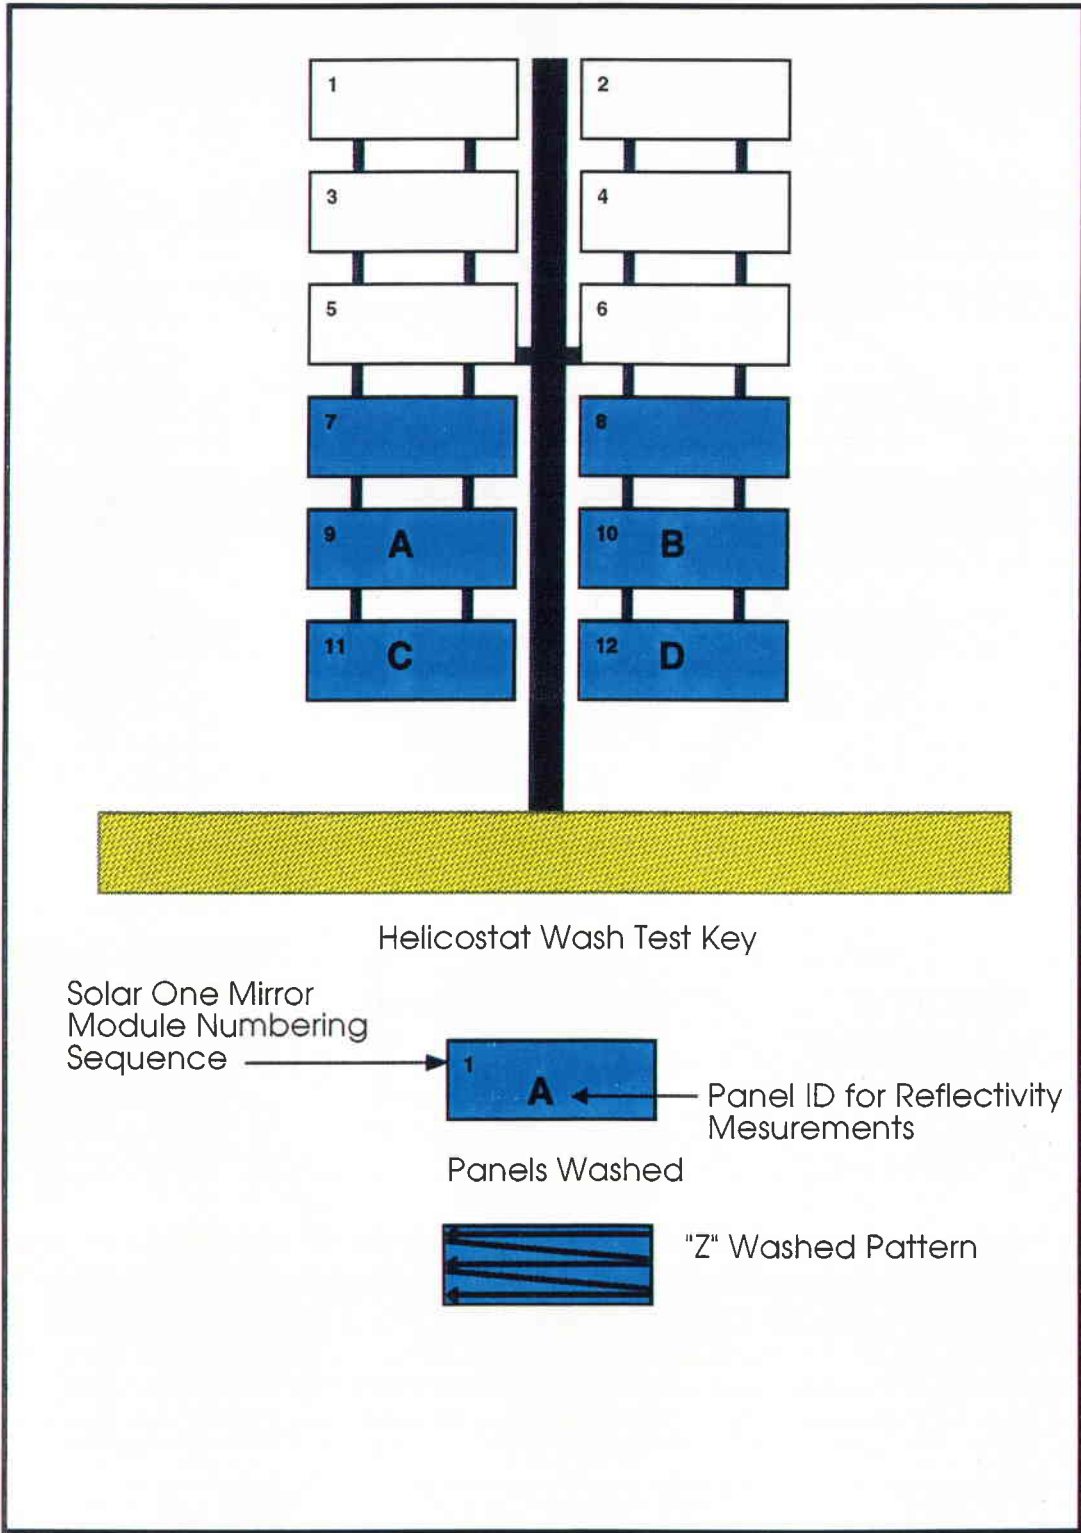 1
2
3
4
5
6
7
8
9 A
10 B
11 C
12 D
Helicostat Wash Test Key
Solar One Mirror
Module Numbering
Sequence
1
A
Panel ID for Reflectivity
Mesurements
Panels Washed
"Z" Washed Pattern